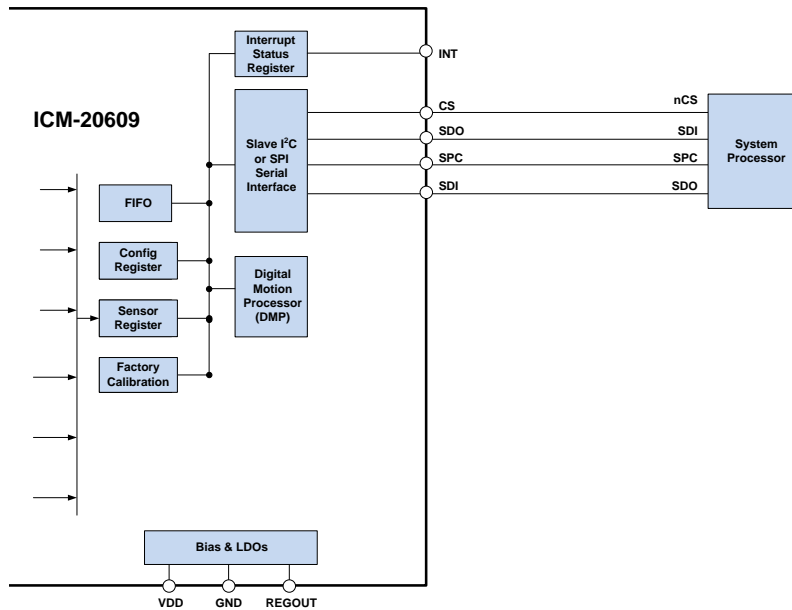 ICM-20609
Interrupt
Status
Register
INT
Slave I²C
or SPI
Serial
Interface
CS
nCS
SDO
SDI
SPC
SPC
SDI
SDO
System
Processor
FIFO
Config
Register
Sensor
Register
Factory
Calibration
Digital
Motion
Processor
(DMP)
Bias & LDOs
VDD
GND
REGOUT